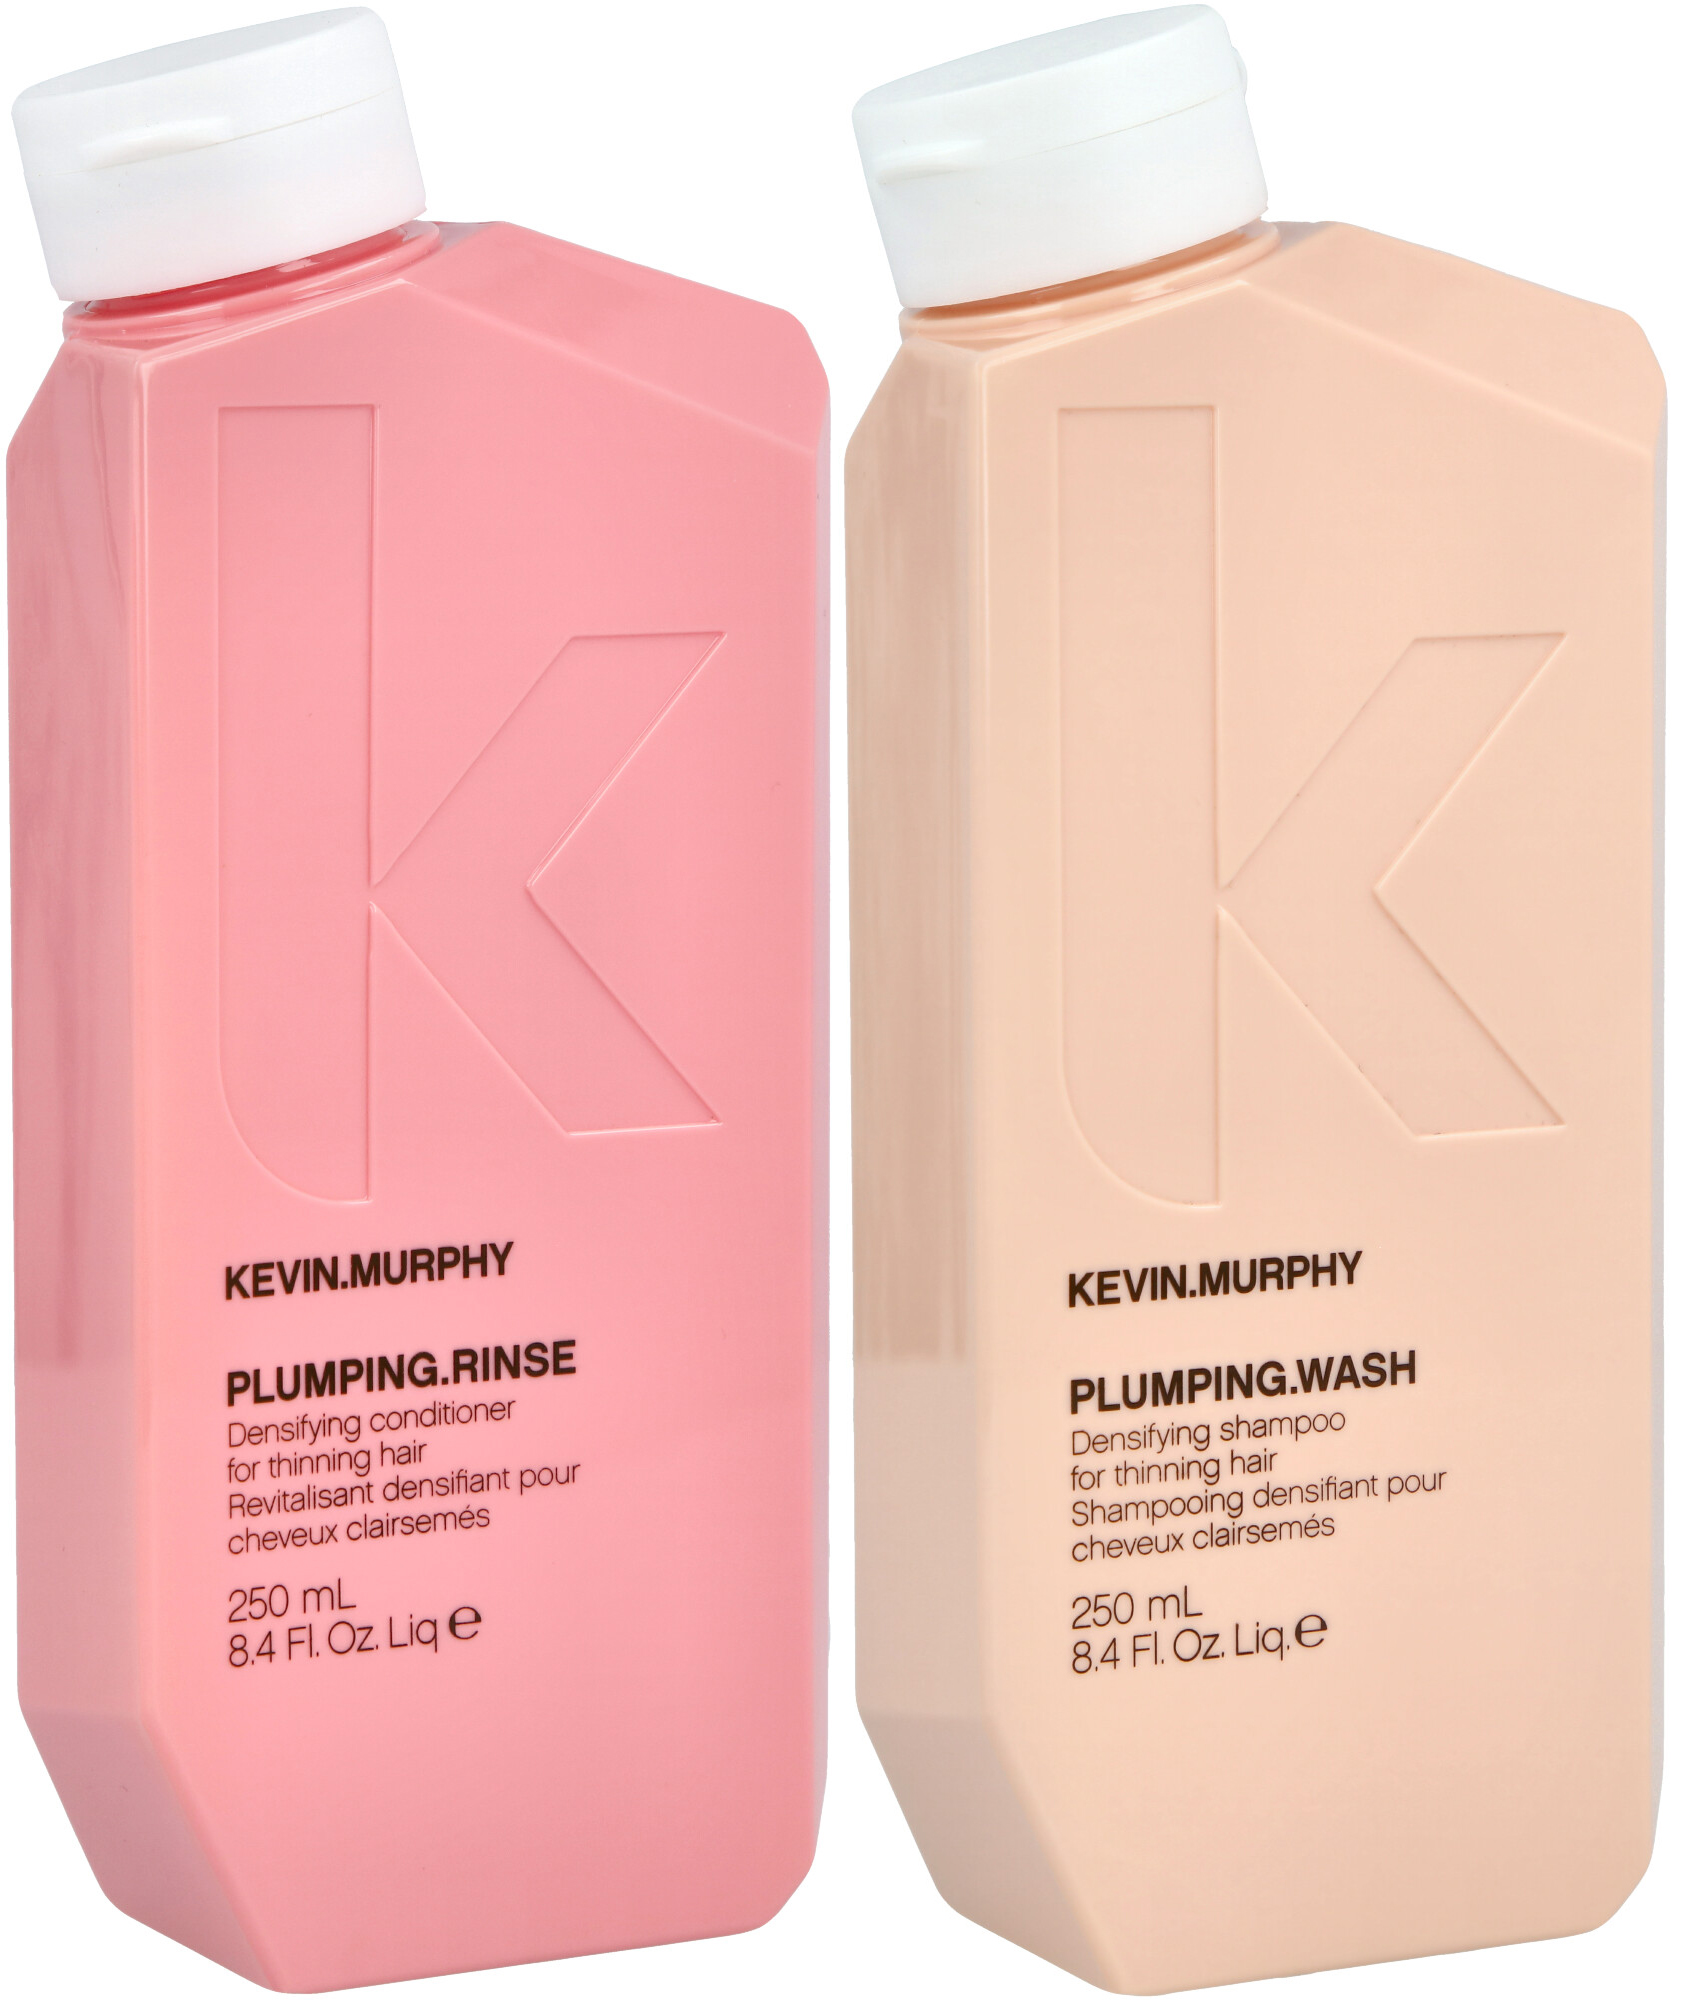 KEVIN.MURPHY
PLUMPING.RINSE
Densifying conditioner
for thinning hair
Revitalisant densifiant pour
cheveux clairsemés
250 mL
8.4 Fl. Oz. Liq ℮
KEVIN.MURPHY
PLUMPING.WASH
Densifying shampoo
for thinning hair
Shampooing densifiant pour
cheveux clairsemés
250 mL
8.4 Fl. Oz. Liq. ℮